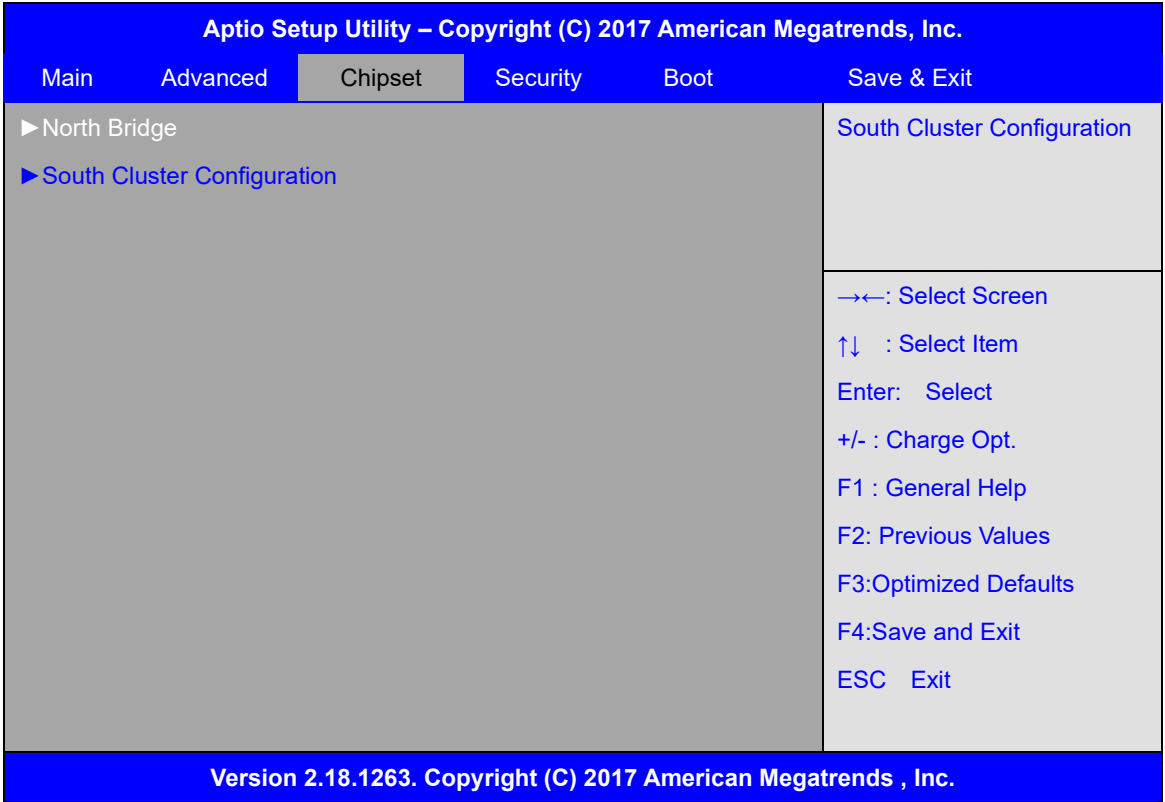 Aptio Setup Utility – Copyright (C) 2017 American Megatrends, Inc.
Main Advanced Chipset Security Boot Save & Exit
►North Bridge
►South Cluster Configuration
South Cluster Configuration
→←: Select Screen
↑↓ : Select Item
Enter: Select
+/- : Charge Opt.
F1 : General Help
F2: Previous Values
F3:Optimized Defaults
F4:Save and Exit
ESC Exit
Version 2.18.1263. Copyright (C) 2017 American Megatrends , Inc.